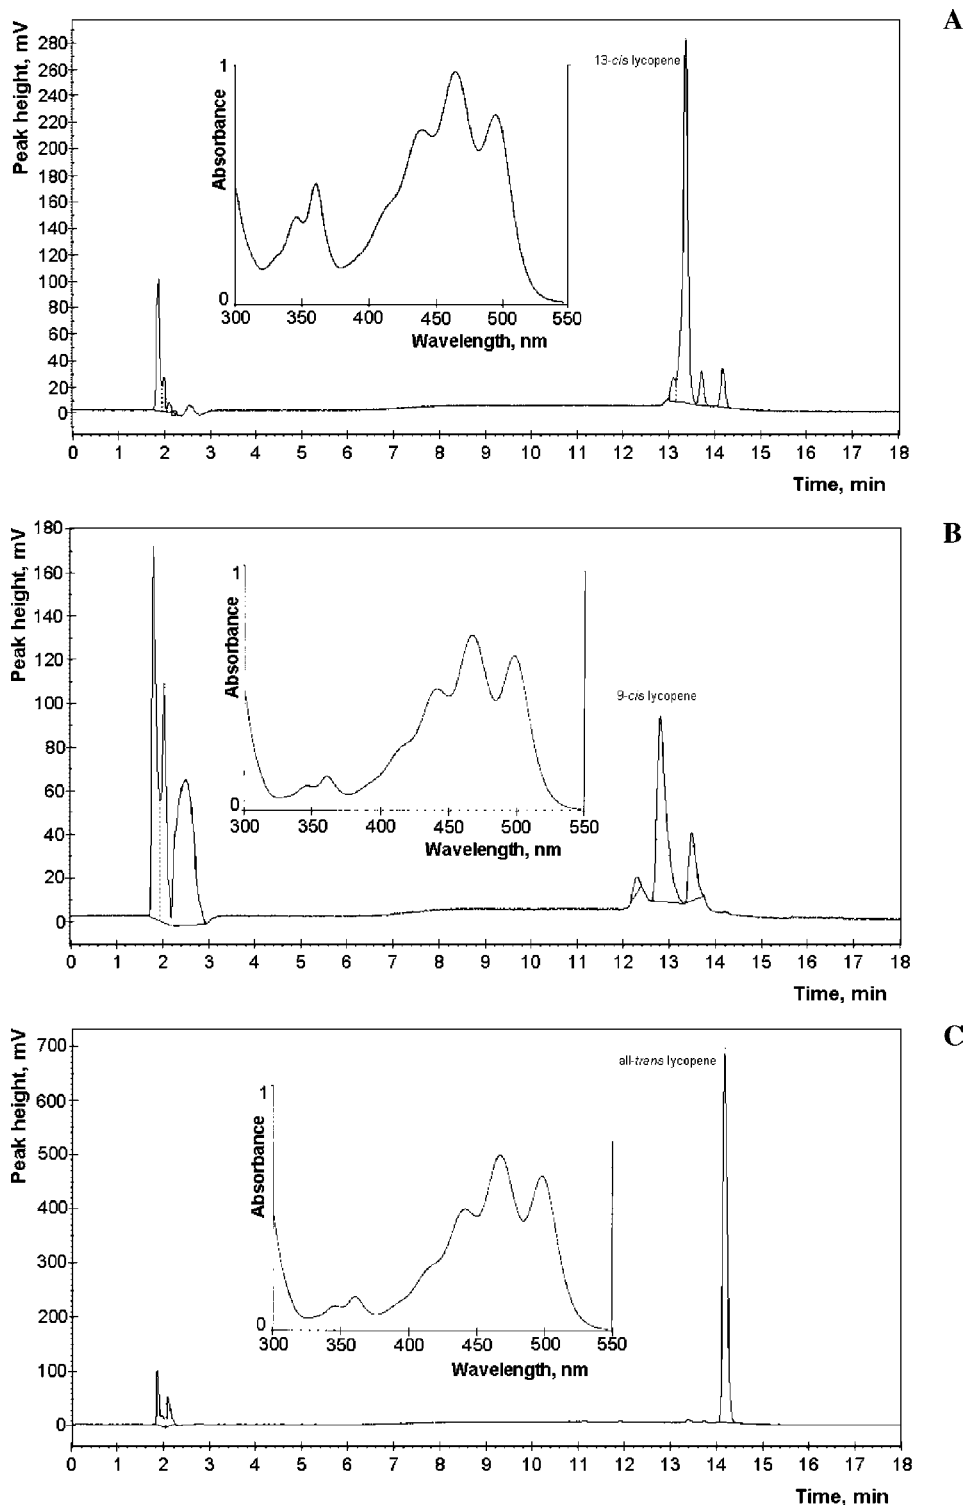 A
Peak height, mV
280
260
240
220
200
180
160
140
120
100
80
60
40
20
0
13-cis lycopene
1
Absorbance
0
300 350 400 450 500 550
Wavelength, nm
0 1 2 3 4 5 6 7 8 9 10 11 12 13 14 15 16 17 18
Time, min
B
Peak height, mV
180
160
140
120
100
80
60
40
20
0
1
Absorbance
0
300 350 400 450 500 550
Wavelength, nm
9-cis lycopene
0 1 2 3 4 5 6 7 8 9 10 11 12 13 14 15 16 17 18
Time, min
C
Peak height, mV
700
600
500
400
300
200
100
0
all-trans lycopene
1
Absorbance
0
300 350 400 450 500 550
Wavelength, nm
0 1 2 3 4 5 6 7 8 9 10 11 12 13 14 15 16 17 18
Time, min